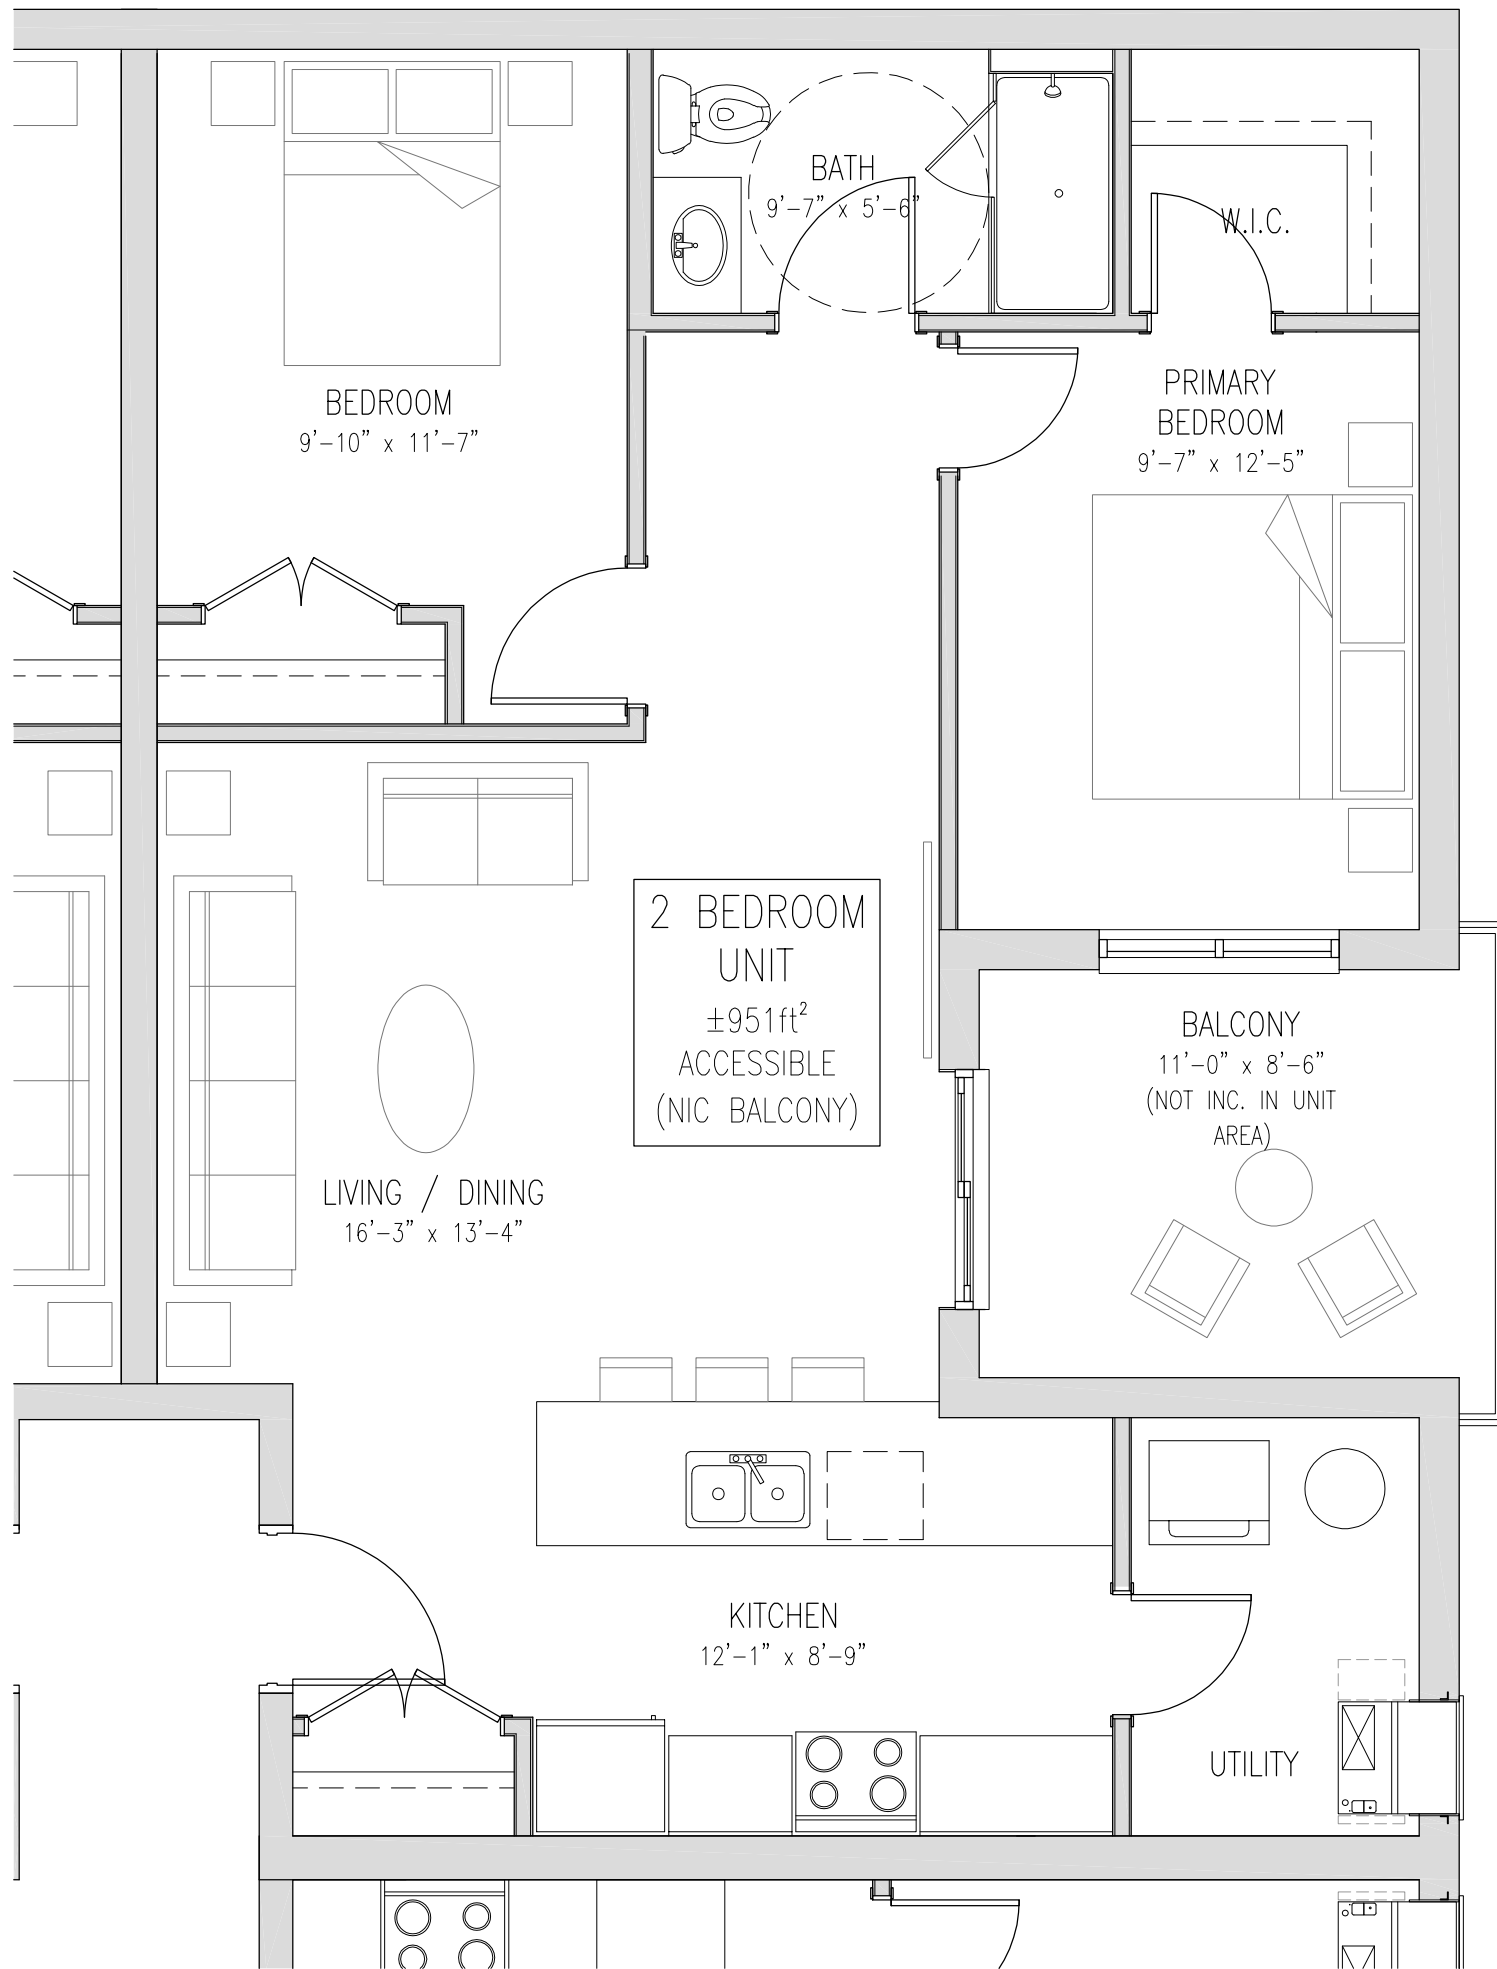 BATH
9'-7" x 5'-6"
W.I.C.
BEDROOM
9'-10" x 11'-7"
PRIMARY
BEDROOM
9'-7" x 12'-5"
2 BEDROOM
UNIT
±951ft²
ACCESSIBLE
(NIC BALCONY)
BALCONY
11'-0" x 8'-6"
(NOT INC. IN UNIT
AREA)
LIVING / DINING
16'-3" x 13'-4"
KITCHEN
12'-1" x 8'-9"
UTILITY